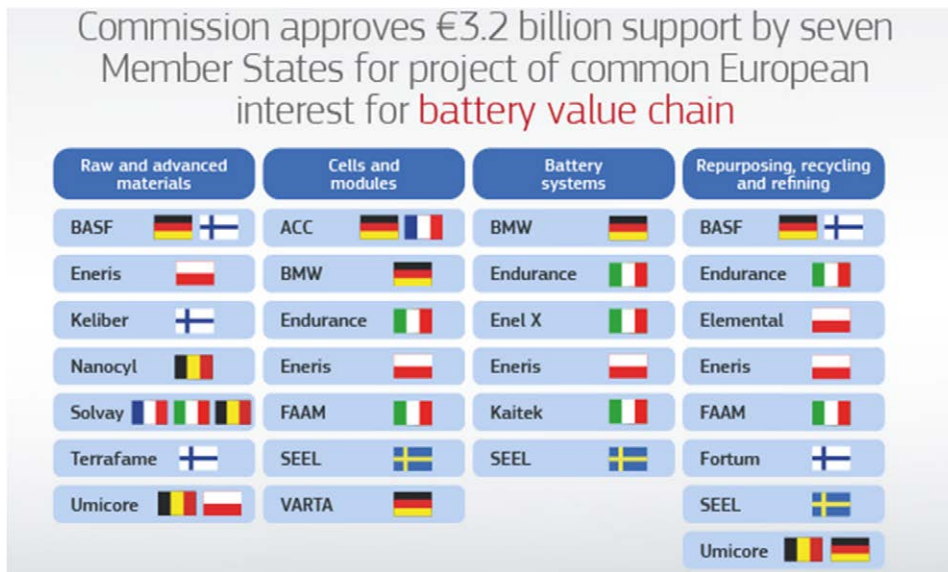 Commission approves €3.2 billion support by seven
Member States for project of common European
interest for battery value chain
Raw and advanced
materials
BASF
Eneris
Keliber
Nanocyl
Solvay
Terrafame
Umicore
Cells and
modules
ACC
BMW
Endurance
Eneris
FAAM
SEEL
VARTA
Battery
systems
BMW
Endurance
Enel X
Eneris
Kaitek
SEEL
Repurposing, recycling
and refining
BASF
Endurance
Elemental
Eneris
FAAM
Fortum
SEEL
Umicore